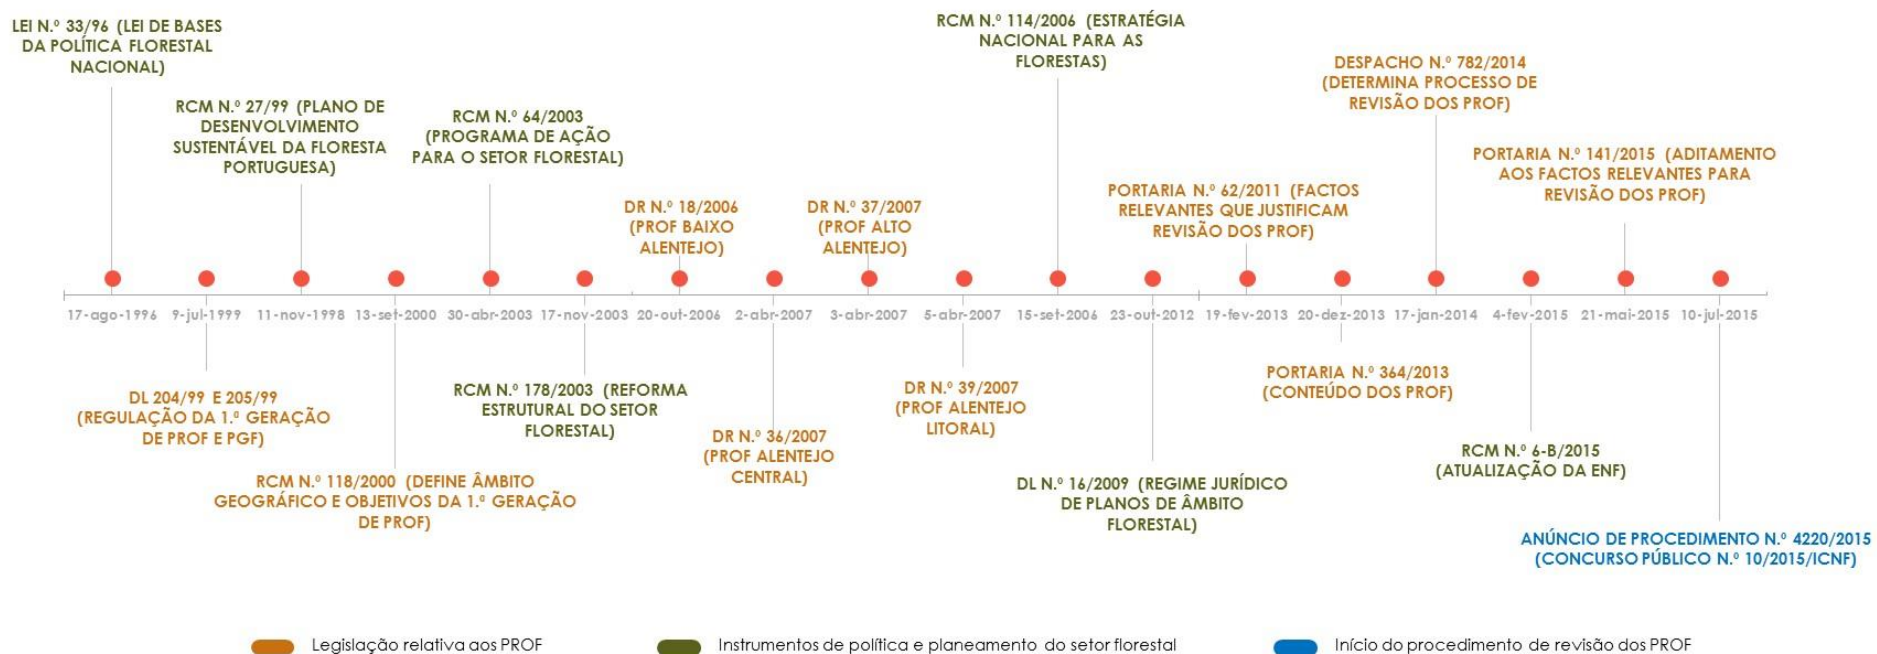 LEI N.º 33/96 (LEI DE BASES
DA POLÍTICA FLORESTAL
NACIONAL)
RCM N.º 27/99 (PLANO DE
DESENVOLVIMENTO
SUSTENTÁVEL DA FLORESTA
PORTUGUESA)
RCM N.º 64/2003
(PROGRAMA DE AÇÃO
PARA O SETOR FLORESTAL)
DR N.º 18/2006
(PROF BAIXO
ALENTEJO)
DR N.º 37/2007
(PROF ALTO
ALENTEJO)
RCM N.º 114/2006 (ESTRATÉGIA
NACIONAL PARA AS
FLORESTAS)
PORTARIA N.º 62/2011 (FACTOS
RELEVANTES QUE JUSTIFICAM
REVISÃO DOS PROF)
DESPACHO N.º 782/2014
(DETERMINA PROCESSO DE
REVISÃO DOS PROF)
PORTARIA N.º 141/2015 (ADITAMENTO
AOS FACTOS RELEVANTES PARA
REVISÃO DOS PROF)
17-ago-1996 9-jul-1999 11-nov-1998 13-set-2000 30-abr-2003 17-nov-2003 20-out-2006 2-abr-2007 3-abr-2007 5-abr-2007 15-set-2006 23-out-2012 19-fev-2013 20-dez-2013 17-jan-2014 4-fev-2015 21-mai-2015 10-jul-2015
DL 204/99 E 205/99
(REGULAÇÃO DA 1.ª GERAÇÃO
DE PROF E PGF)
RCM N.º 118/2000 (DEFINE ÂMBITO
GEOGRÁFICO E OBJETIVOS DA 1.ª GERAÇÃO
DE PROF)
RCM N.º 178/2003 (REFORMA
ESTRUTURAL DO SETOR
FLORESTAL)
DR N.º 36/2007
(PROF ALENTEJO
CENTRAL)
DR N.º 39/2007
(PROF ALENTEJO
LITORAL)
DL N.º 16/2009 (REGIME JURÍDICO
DE PLANOS DE ÂMBITO
FLORESTAL)
PORTARIA N.º 364/2013
(CONTEÚDO DOS PROF)
RCM N.º 6-B/2015
(ATUALIZAÇÃO DA ENF)
ANÚNCIO DE PROCEDIMENTO N.º 4220/2015
(CONCURSO PÚBLICO N.º 10/2015/ICNF)
Legislação relativa aos PROF
Instrumentos de política e planeamento do setor florestal
Início do procedimento de revisão dos PROF